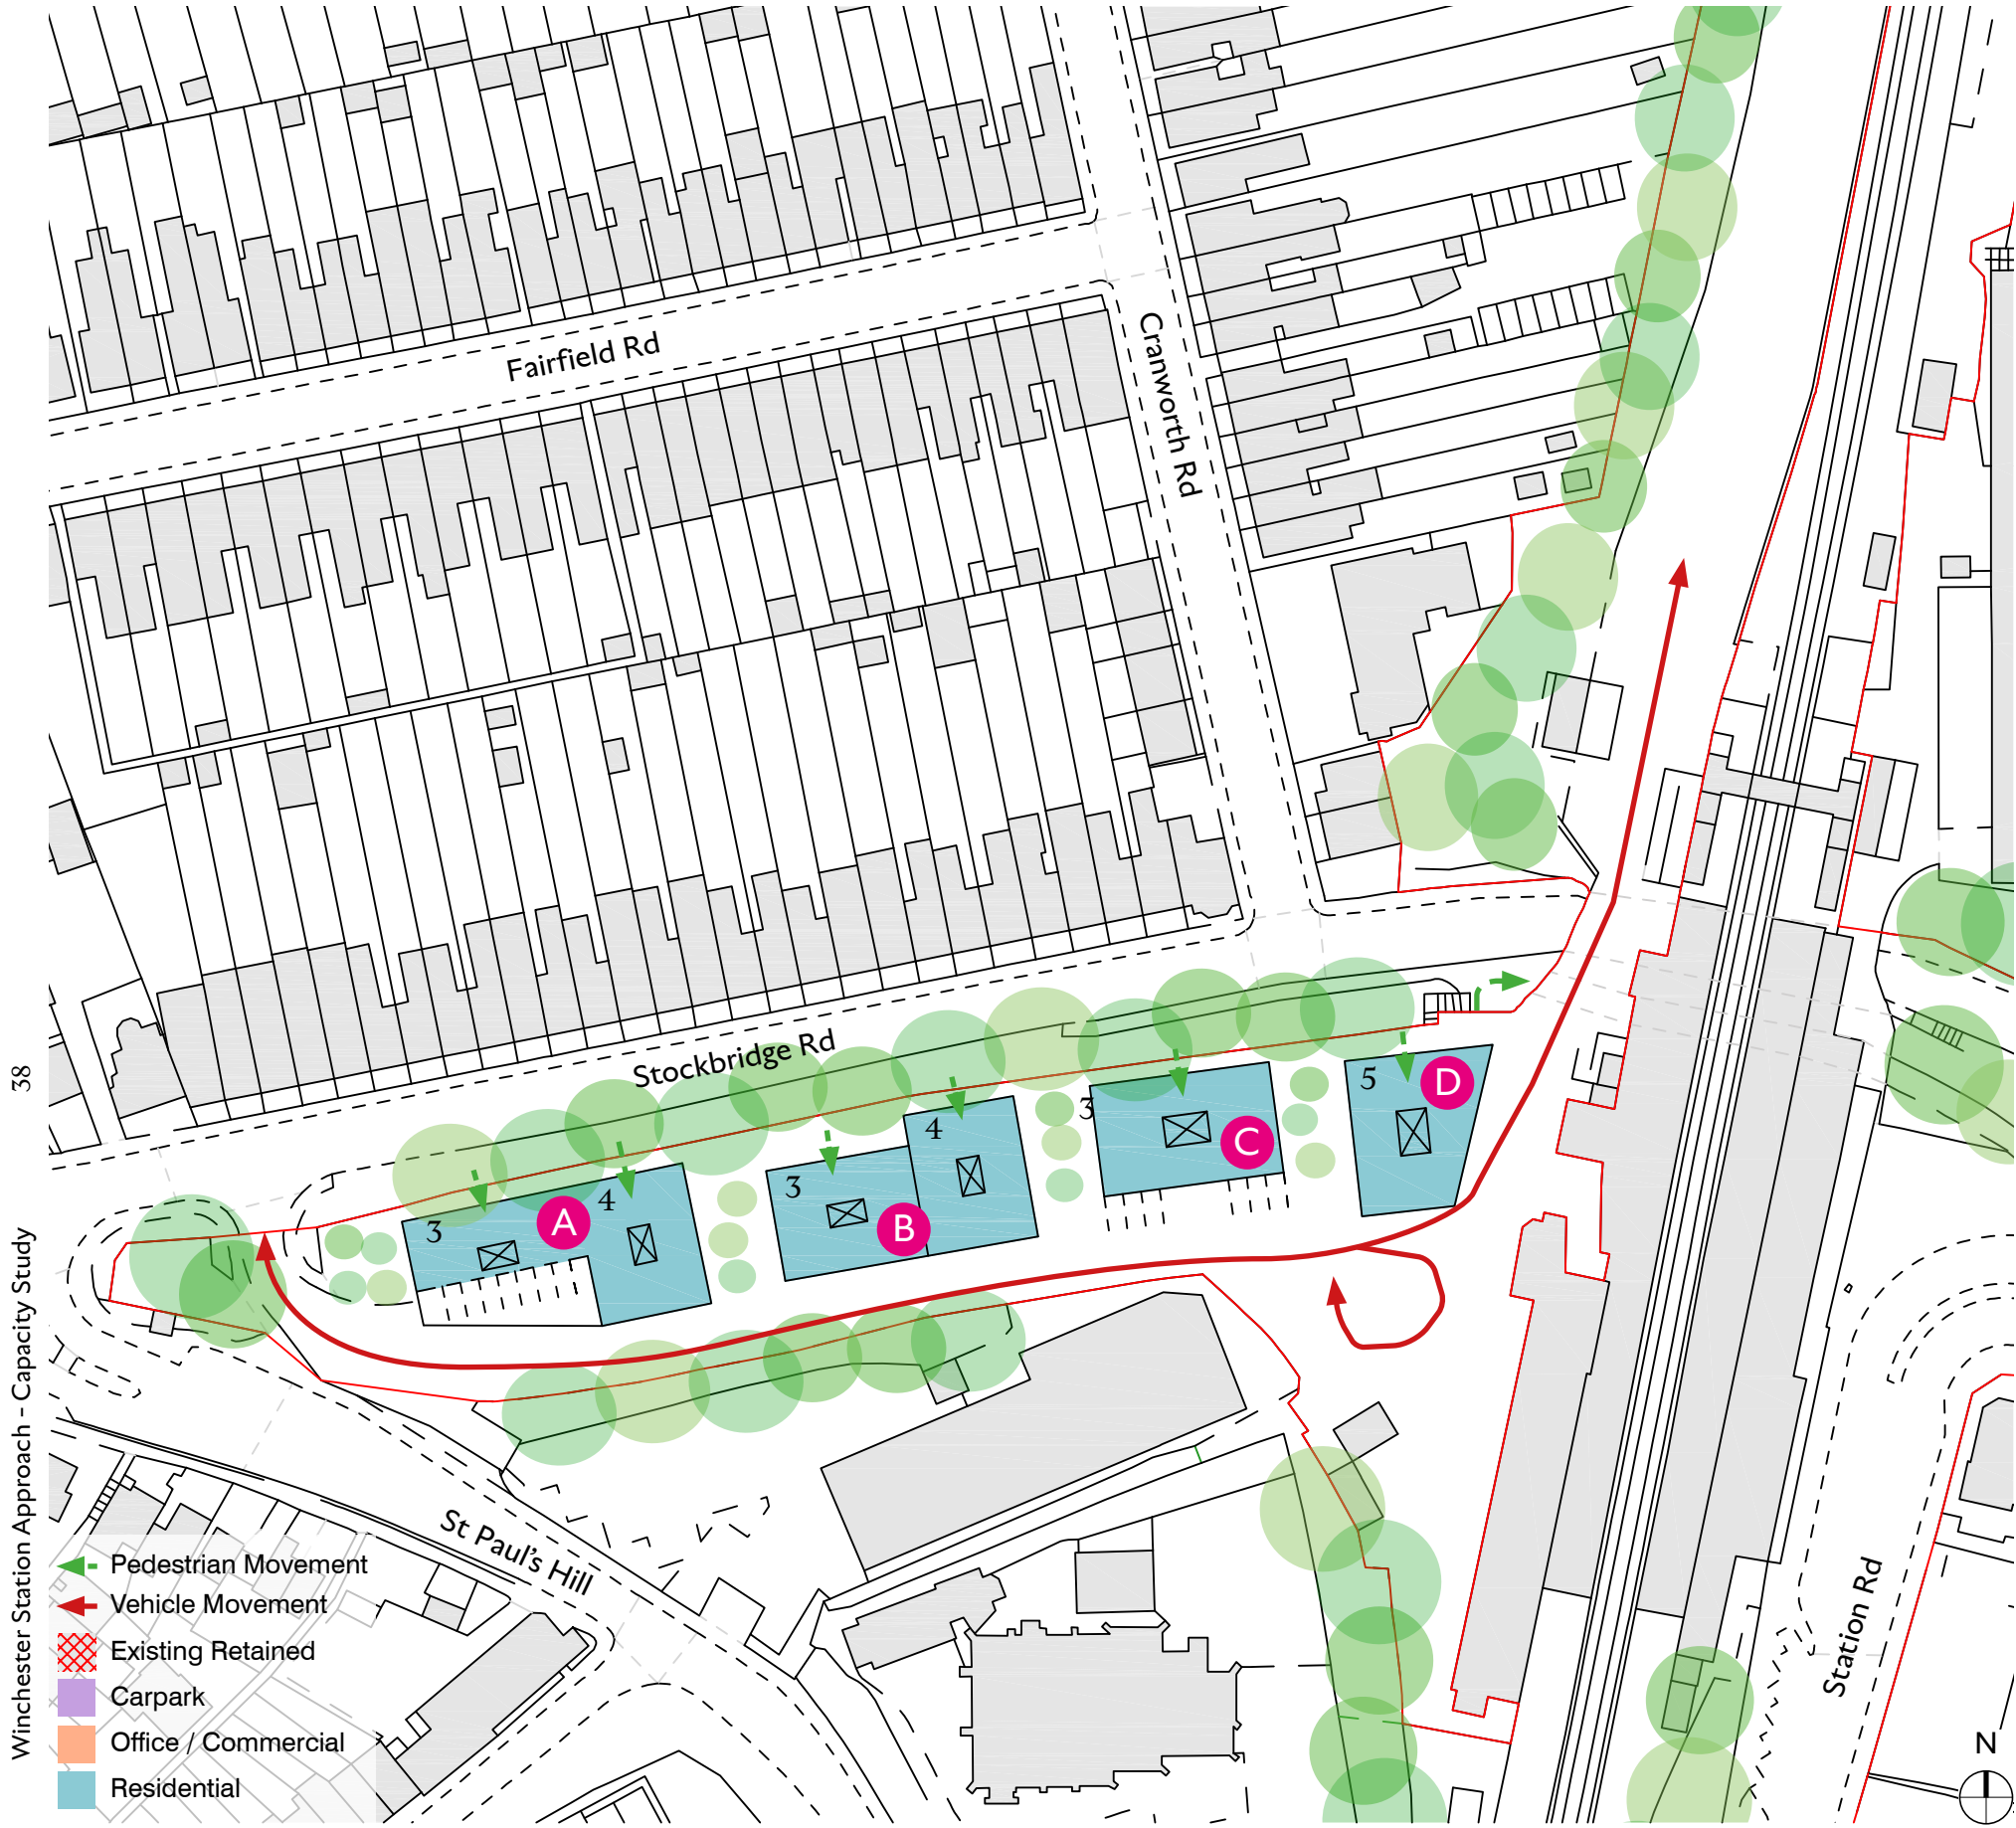 Fairfield Rd
Cranworth Rd
Stockbridge Rd
3
A
4
3
B
4
3
C
5
D
St Paul's Hill
Station Rd
Pedestrian Movement
Vehicle Movement
Existing Retained
Carpark
Office / Commercial
Residential
N
38
Winchester Station Approach - Capacity Study